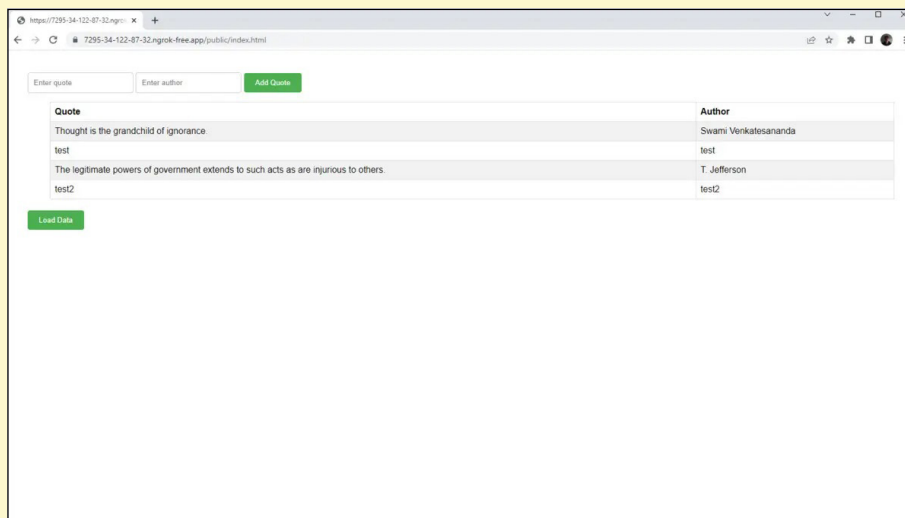 https://7295-34-122-87-32.ngro
7295-34-122-87-32.ngrok-free.app/public/index.html
Enter quote Enter author Add Quote
Quote Author
Thought is the grandchild of ignorance. Swami Venkatesananda
test test
The legitimate powers of government extends to such acts as are injurious to others. T. Jefferson
test2 test2
Load Data